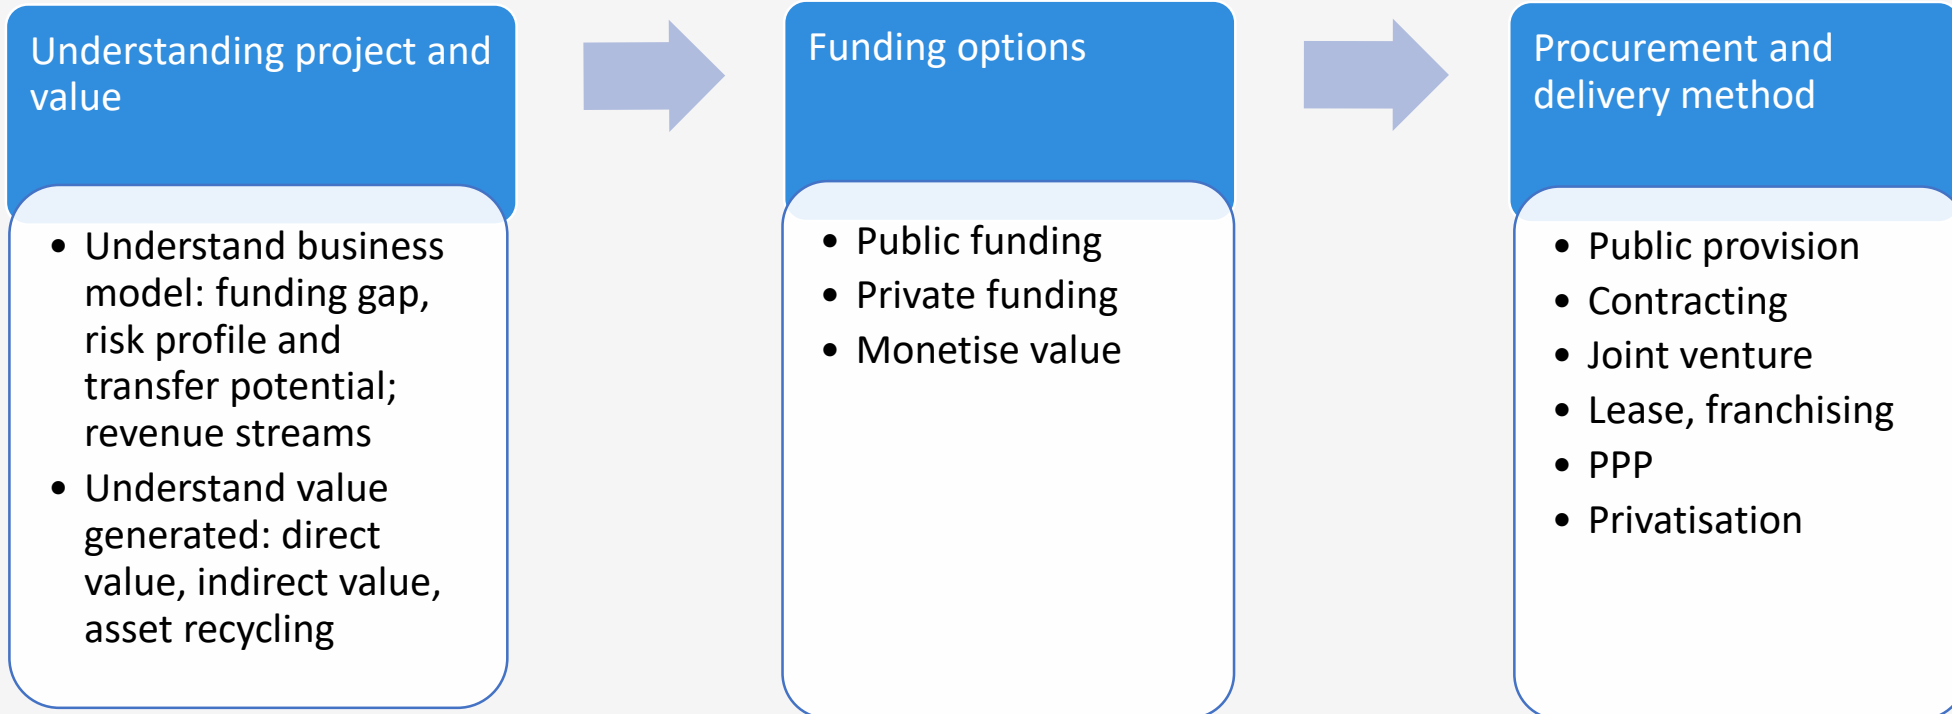 Understanding project and
value
• Understand business
model: funding gap,
risk profile and
transfer potential;
revenue streams
• Understand value
generated: direct
value, indirect value,
asset recycling
Funding options
• Public funding
• Private funding
• Monetise value
Procurement and
delivery method
• Public provision
• Contracting
• Joint venture
• Lease, franchising
• PPP
• Privatisation